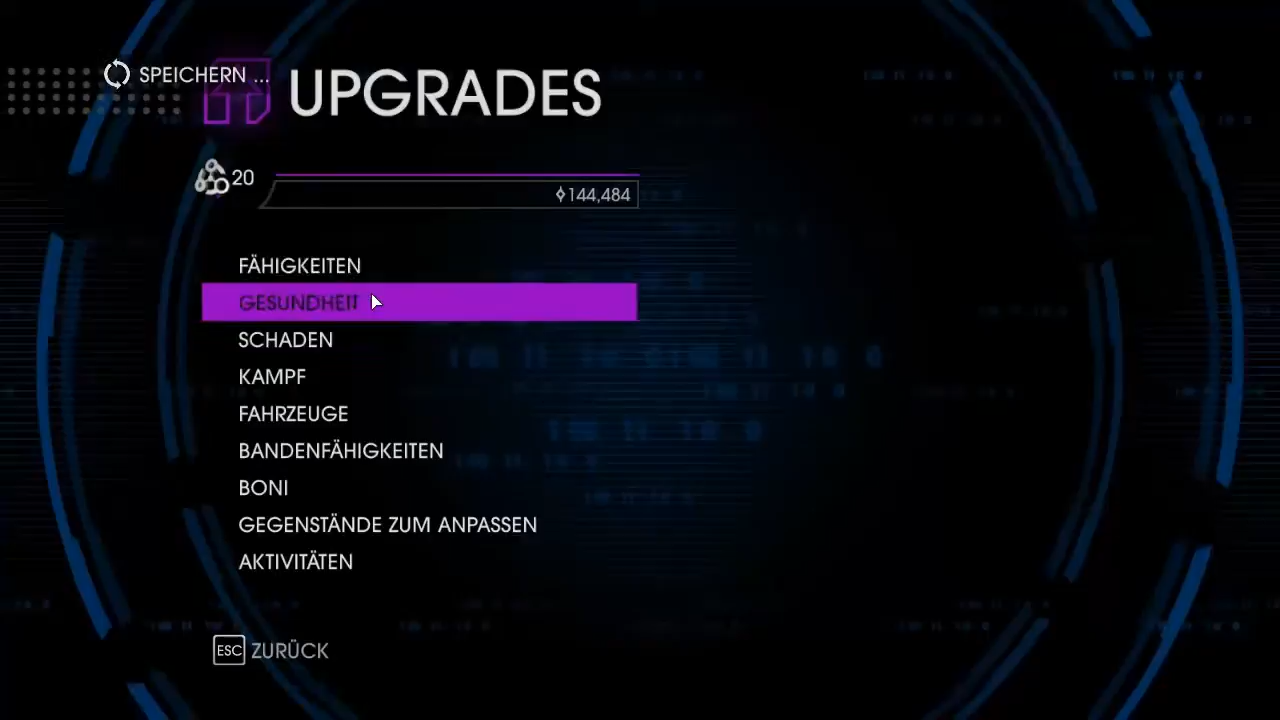 SPEICHERN ...
UPGRADES
20
144,484
FÄHIGKEITEN
GESUNDHEIT
SCHADEN
KAMPF
FAHRZEUGE
BANDENFÄHIGKEITEN
BONI
GEGENSTÄNDE ZUM ANPASSEN
AKTIVITÄTEN
ESC ZURÜCK